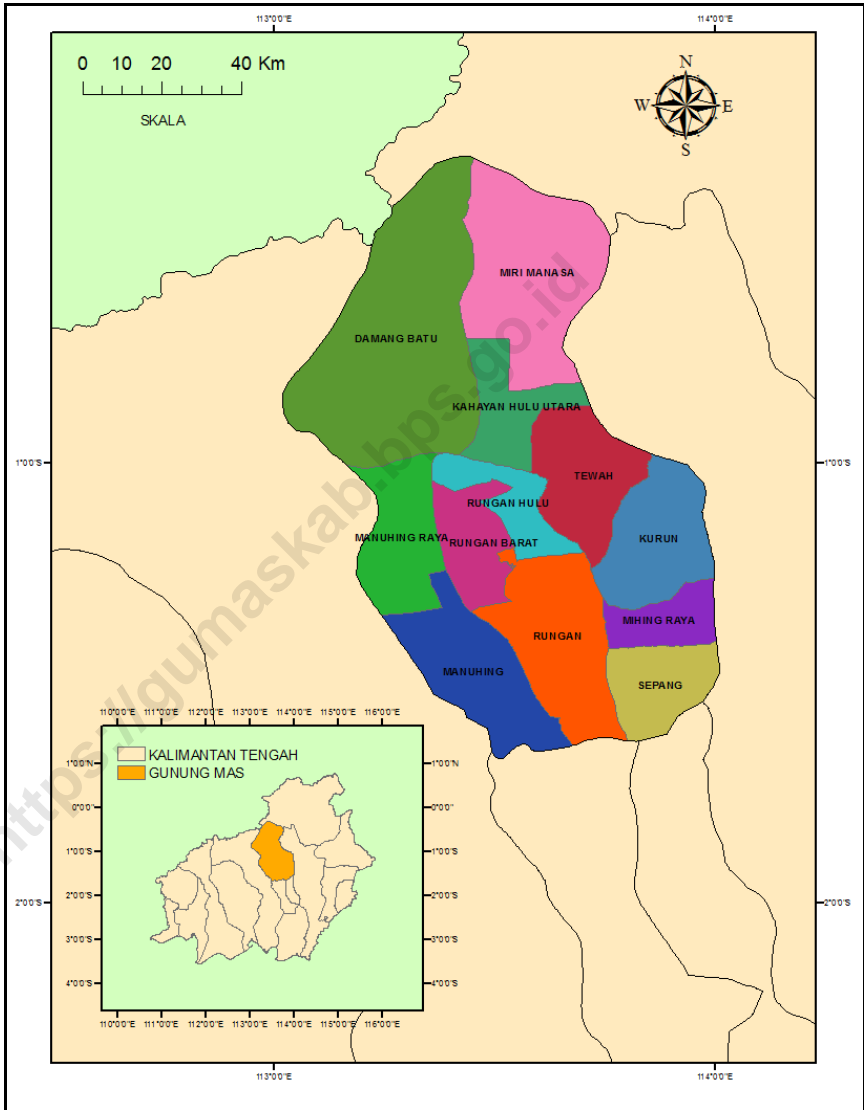 113°0'0"E 114°0'0"E
0 10 20 40 Km
SKALA
N
W E
S
MIRI MANASA
DAMANG BATU
KAHAYAN HULU UTARA
1°0'0"S 1°0'0"S
TEWAH
RUNGAN HULU
MANUHING RAYA
RUNGAN BARAT
KURUN
MIHING RAYA
RUNGAN
MANUHING
SEPANG
110°0'0"E 111°0'0"E 112°0'0"E 113°0'0"E 114°0'0"E 115°0'0"E 116°0'0"E
KALIMANTAN TENGAH
GUNUNG MAS
1°0'0"N 1°0'0"N
0°0'0" 0°0'0"
1°0'0"S 1°0'0"S
2°0'0"S 2°0'0"S
3°0'0"S 3°0'0"S
4°0'0"S 4°0'0"S
110°0'0"E 111°0'0"E 112°0'0"E 113°0'0"E 114°0'0"E 115°0'0"E 116°0'0"E
2°0'0"S 2°0'0"S
113°0'0"E 114°0'0"E
https://gumaskab.bps.go.id